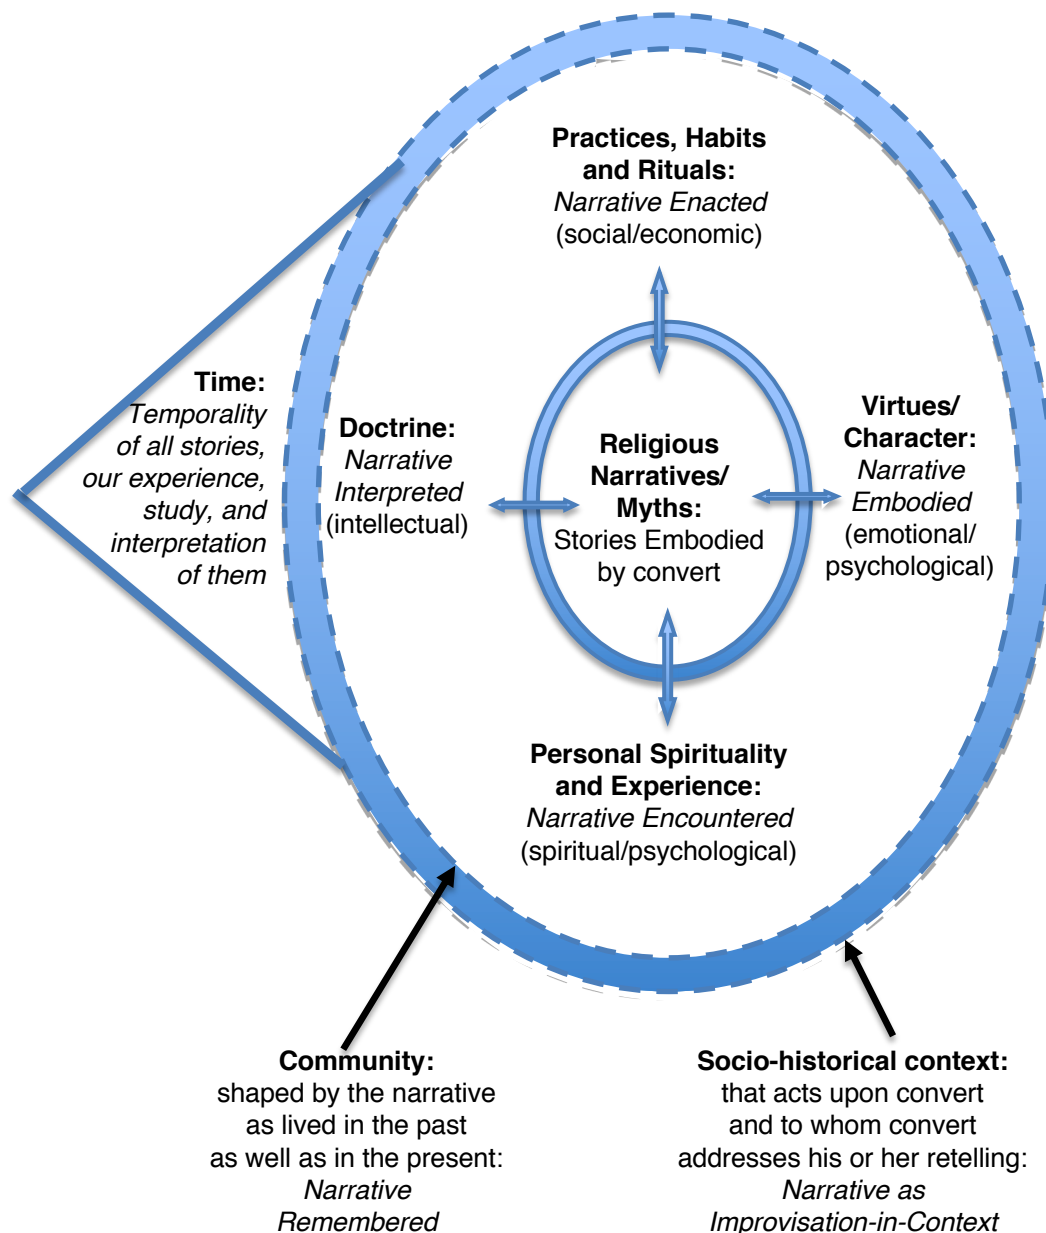 Practices, Habits
and Rituals:
Narrative Enacted
(social/economic)
Time:
Temporality
of all stories,
our experience,
study, and
interpretation
of them
Doctrine:
Narrative
Interpreted
(intellectual)
Religious
Narratives/
Myths:
Stories Embodied
by convert
Virtues/
Character:
Narrative
Embodied
(emotional/
psychological)
Personal Spirituality
and Experience:
Narrative Encountered
(spiritual/psychological)
Community:
shaped by the narrative
as lived in the past
as well as in the present:
Narrative
Remembered
Socio-historical context:
that acts upon convert
and to whom convert
addresses his or her retelling:
Narrative as
Improvisation-in-Context